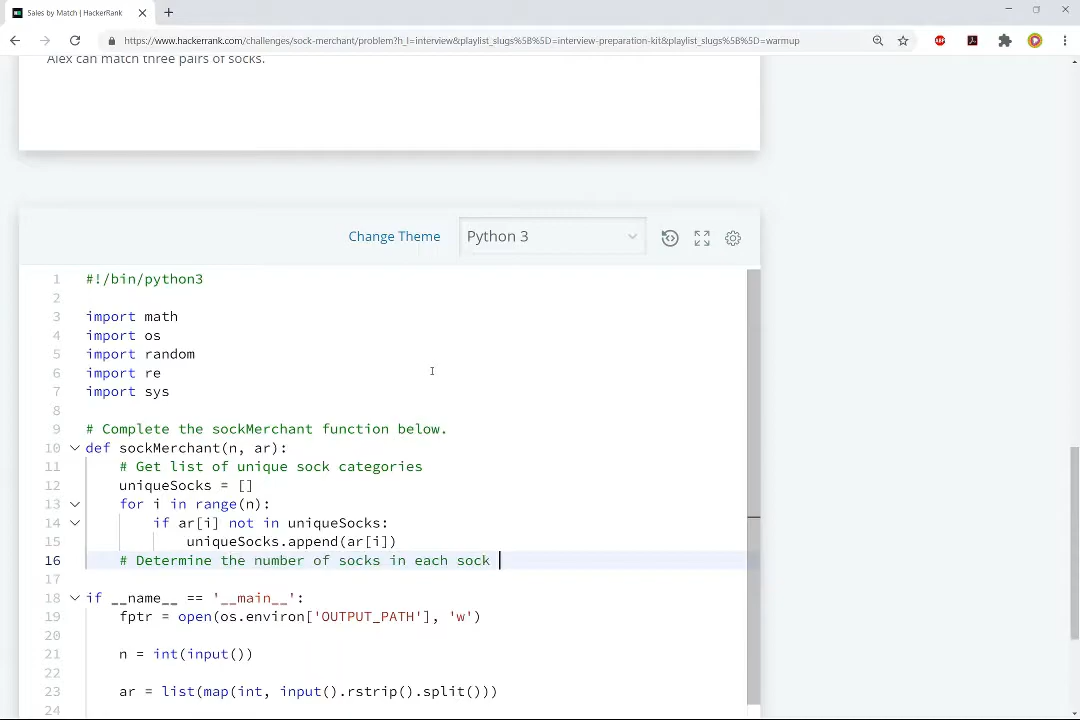 Sales by Match | HackerRank
https://www.hackerrank.com/challenges/sock-merchant/problem?h_l=interview&playlist_slugs%5B%5D=interview-preparation-kit&playlist_slugs%5B%5D=warmup
ABP
Alex can match three pairs of socks.
Change Theme
Python 3
1 #!/bin/python3
2
3 import math
4 import os
5 import random
6 import re
7 import sys
8
9 # Complete the sockMerchant function below.
10 def sockMerchant(n, ar):
11 # Get list of unique sock categories
12 uniqueSocks = []
13 for i in range(n):
14 if ar[i] not in uniqueSocks:
15 uniqueSocks.append(ar[i])
16 # Determine the number of socks in each sock
17
18 if __name__ == '__main__':
19 fptr = open(os.environ['OUTPUT_PATH'], 'w')
20
21 n = int(input())
22
23 ar = list(map(int, input().rstrip().split()))
24